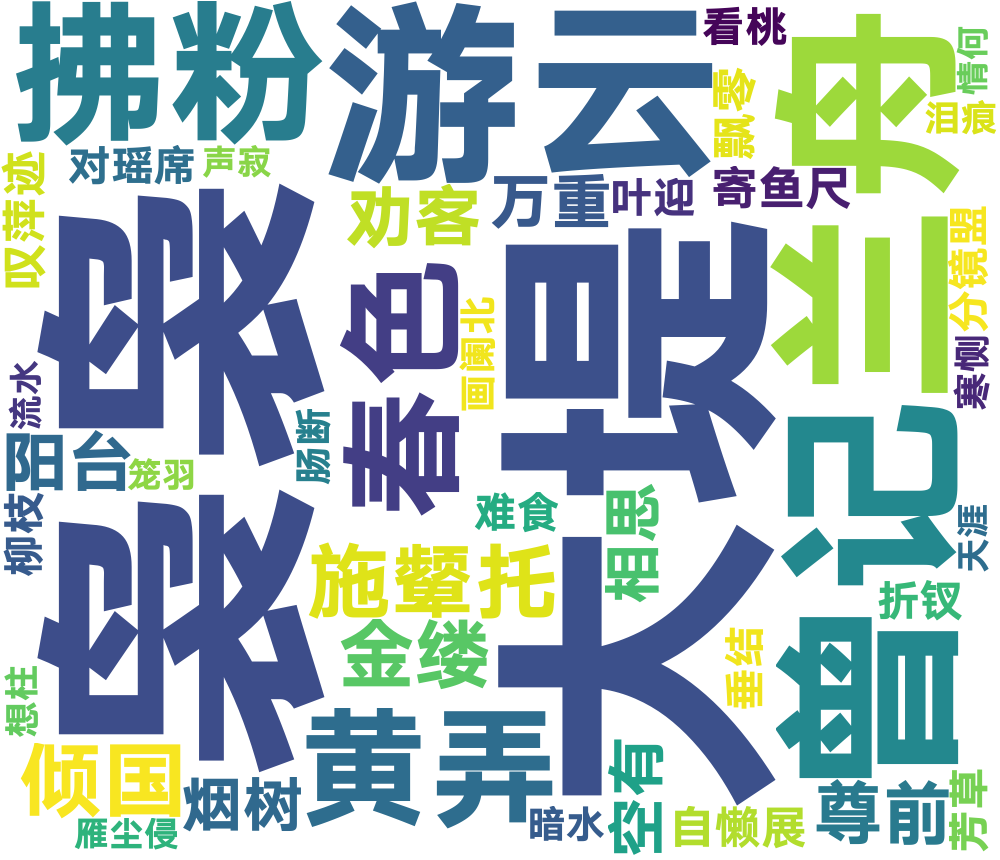 拂粉
游云
看桃
兰舟
情何
泪痕
飘零
对瑶席
声寂
叹萍迹
劝客
万重
叶迎
寄鱼尺
袅袅
春色
画阑北
大堤
分镜盟
寒恻
流水
阳台
笼羽
肠断
柳枝
难食
相思
曾记
天涯
施颦托
金缕
折钗
垂结
想柱
倾国
烟树
黄弄
空有
尊前
芳草
雁尘侵
暗水
自懒展